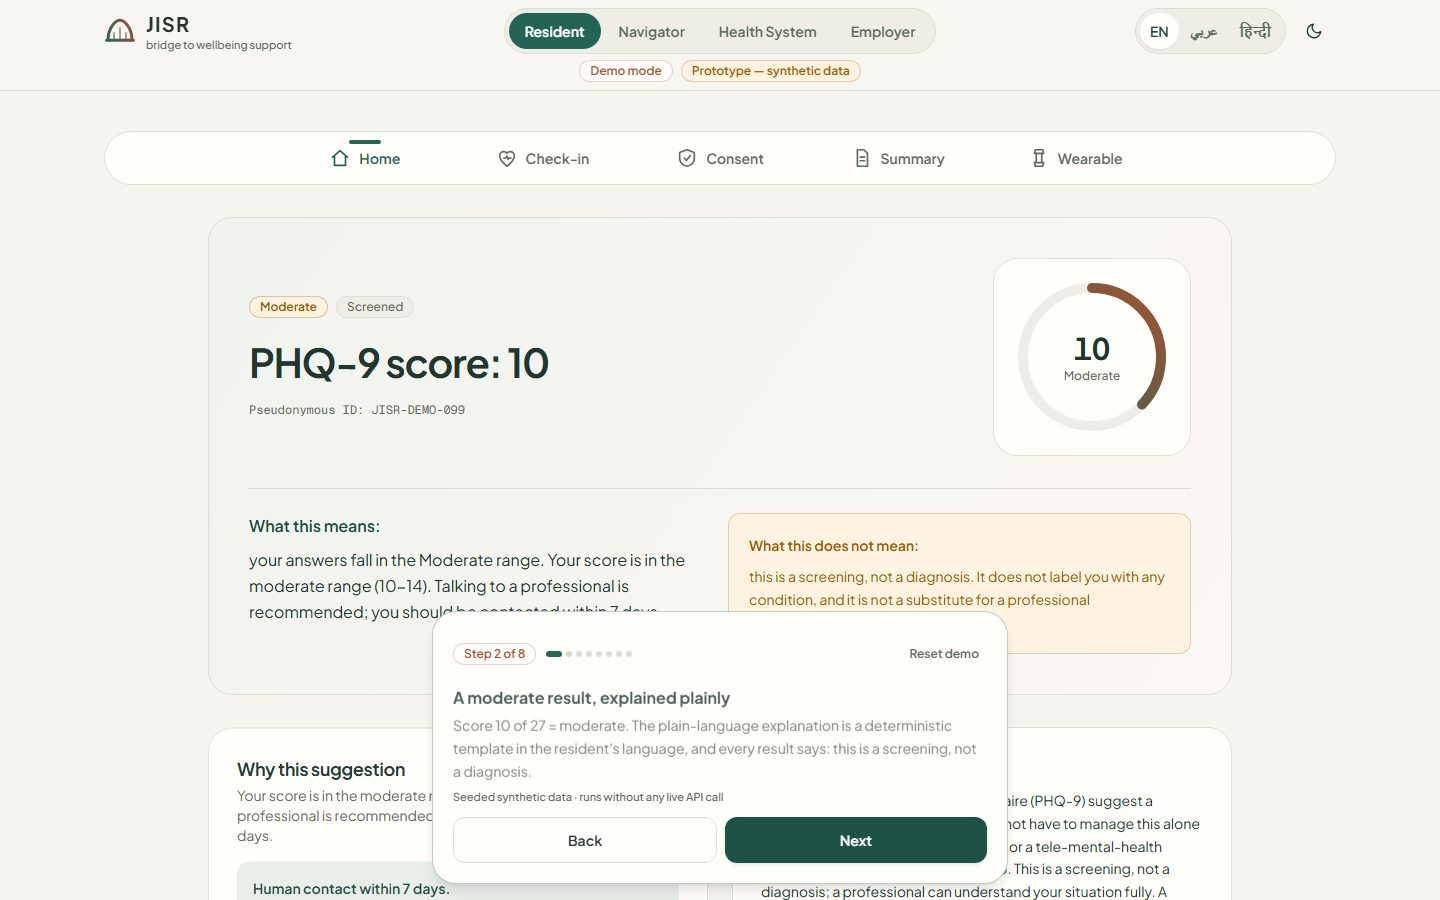 JISR
bridge to wellbeing support
Resident
Navigator
Health System
Employer
EN
عربي
हिन्दी
Demo mode
Prototype — synthetic data
Home
Check-in
Consent
Summary
Wearable
Moderate
Screened
PHQ-9 score: 10
Pseudonymous ID: JISR-DEMO-099
10
Moderate
What this means:
your answers fall in the Moderate range. Your score is in the
moderate range (10–14). Talking to a professional is
recommended; you should be contacted within 7 days.
What this does not mean:
this is a screening, not a diagnosis. It does not label you with any
condition, and it is not a substitute for a professional
Step 2 of 8
Reset demo
A moderate result, explained plainly
Score 10 of 27 = moderate. The plain-language explanation is a deterministic
template in the resident's language, and every result says: this is a screening, not
a diagnosis.
Seeded synthetic data · runs without any live API call
Back
Next
Why this suggestion
Your score is in the moderate
professional is recommended
days.
Human contact within 7 days.
(PHQ-9) suggest a
not have to manage this alone
or a tele-mental-health
This is a screening, not a
diagnosis; a professional can understand your situation fully. A